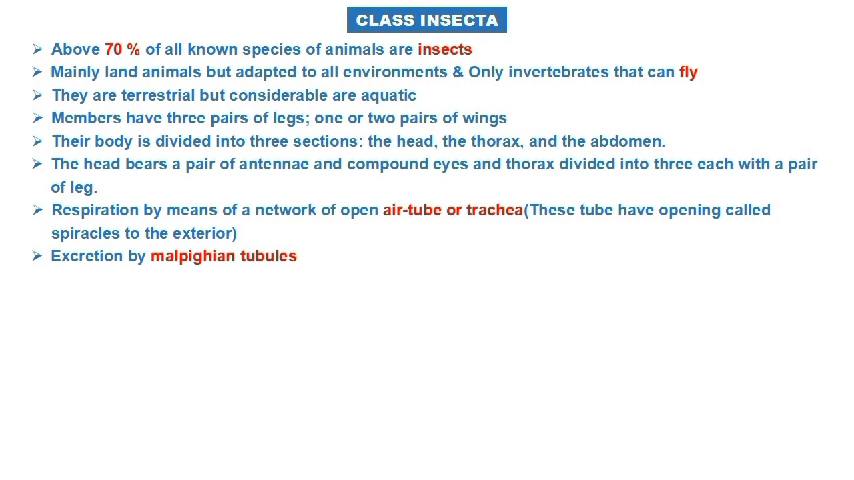 CLASS INSECTA
➢ Above 70 % of all known species of animals are insects
➢ Mainly land animals but adapted to all environments & Only invertebrates that can fly
➢ They are terrestrial but considerable are aquatic
➢ Members have three pairs of legs; one or two pairs of wings
➢ Their body is divided into three sections: the head, the thorax, and the abdomen.
➢ The head bears a pair of antennae and compound eyes and thorax divided into three each with a pair
of leg.
➢ Respiration by means of a network of open air-tube or trachea(These tube have opening called
spiracles to the exterior)
➢ Excretion by malpighian tubules